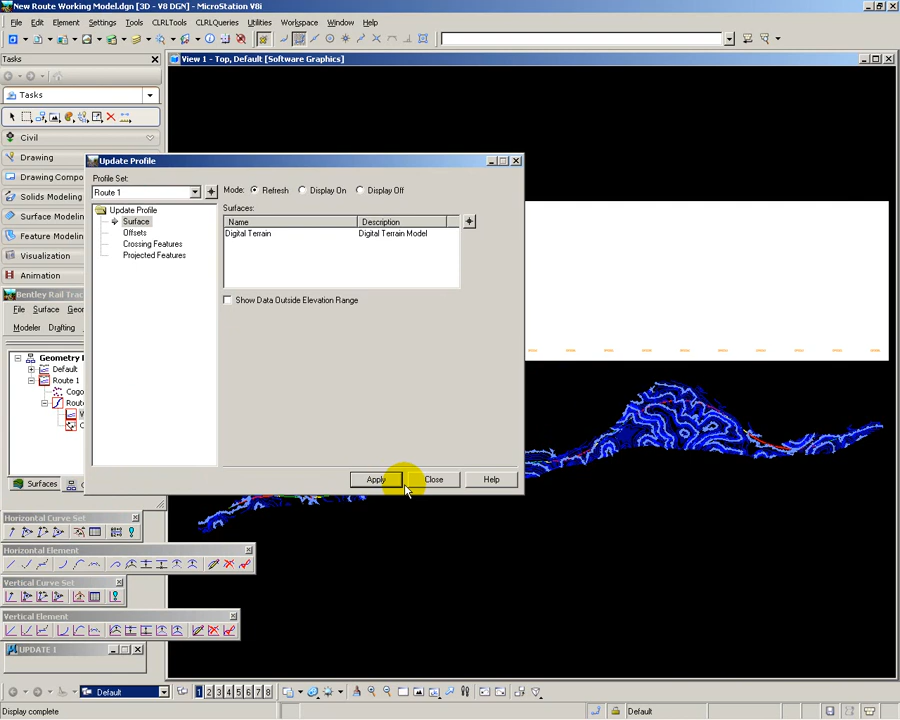 New Route Working Model.dgn [3D - V8 DGN] - MicroStation V8i
File Edit Element Settings Tools CLRLTools CLRLQueries Utilities Workspace Window Help
Tasks
View 1 - Top, Default [Software Graphics]
Tasks
Civil
Drawing
Drawing Compo
Solids Modeling
Surface Modelin
Feature Modelin
Visualization
Animation
Update Profile
Profile Set:
Route 1
Mode: Refresh Display On Display Off
Update Profile
Surface
Offsets
Crossing Features
Projected Features
Surfaces:
Name Description
Digital Terrain Digital Terrain Model
Show Data Outside Elevation Range
Apply Close Help
Bentley Rail Trac
File Surface Geo
Modeler Drafting
Geometry
Default
Route 1
Cogo
Route
Surfaces
Horizontal Curve Set
Horizontal Element
Vertical Curve Set
Vertical Element
UPDATE
Default
1 2 3 4 5 6 7 8
Display complete
Default